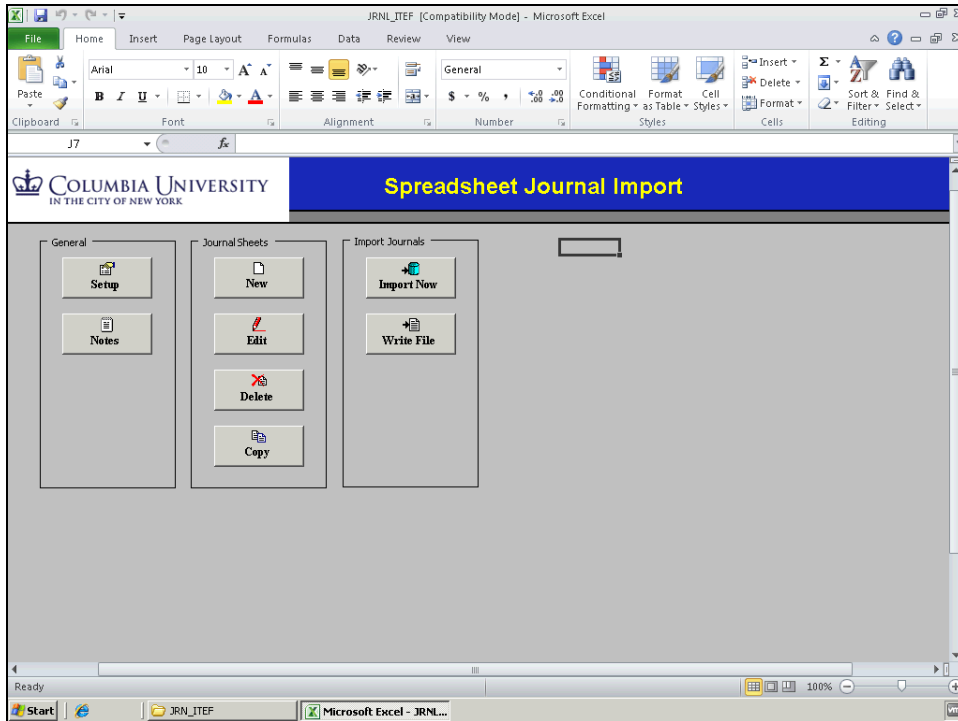 JRNL_ITEF [Compatibility Mode] - Microsoft Excel
File Home Insert Page Layout Formulas Data Review View
Paste
Arial 10
B I U
General
$ % ,
Conditional Formatting
Format as Table
Cell Styles
Insert
Delete
Format
Sort & Filter
Find & Select
Clipboard Font Alignment Number Styles Cells Editing
J7 fx
COLUMBIA UNIVERSITY
IN THE CITY OF NEW YORK
Spreadsheet Journal Import
General Journal Sheets Import Journals
Setup New Import Now
Notes Edit Write File
Delete
Copy
Ready 100%
Start JRN_ITEF Microsoft Excel - JRNL...